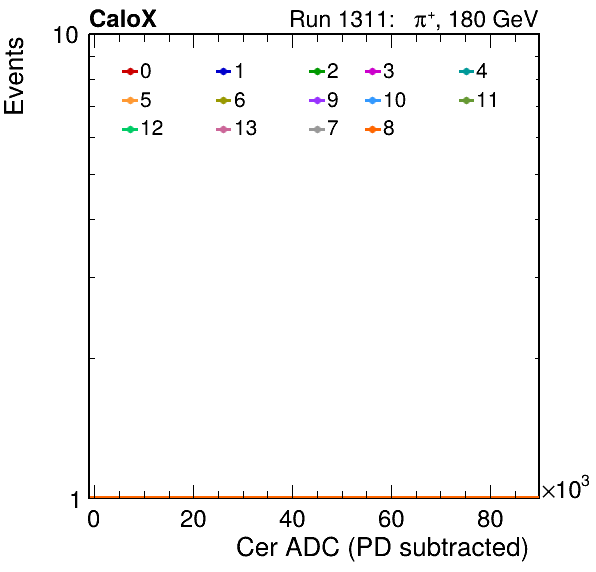 CaloX Run 1311: π⁺, 180 GeV
10
Events
0 1 2 3 4
5 6 9 10 11
12 13 7 8
1
×10³
0 20 40 60 80
Cer ADC (PD subtracted)